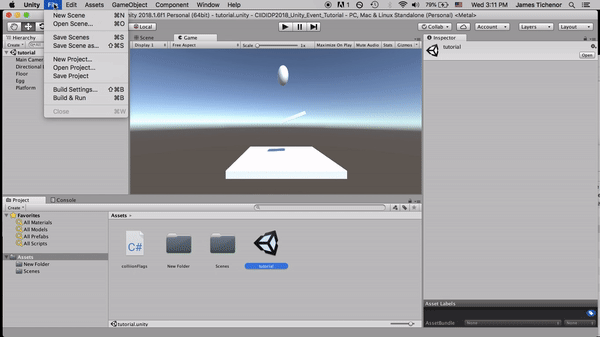 Unity File Edit Assets GameObject Component Window Help 79% Wed 3:11 PM James Tichenor
Unity 2018.1.6f1 Personal (64bit) - tutorial.unity - CIIDIDP2018_Unity_Event_Tutorial - PC, Mac & Linux Standalone (Personal) <Metal>
New Scene ⌘N
Open Scene... ⌘O
Save Scenes ⌘S
Save Scene as... ⇧⌘S
New Project...
Open Project...
Save Project
Build Settings... ⇧⌘B
Build & Run ⌘B
Close ⌘W
Local
Collab
Account
Layers
Layout
Hierarchy
Create
tutorial
Main Camera
Directional
Floor
Egg
Platform
Scene
Game
Display 1
Free Aspect
Scale
1x
Maximize On Play
Mute Audio
Stats
Gizmos
Inspector
tutorial
Open
Project
Console
Create
Favorites
All Materials
All Models
All Prefabs
All Scripts
Assets
New Folder
Scenes
Assets
C#
collisionFlags
New Folder
Scenes
tutorial
tutorial.unity
Asset Labels
AssetBundle
None
None